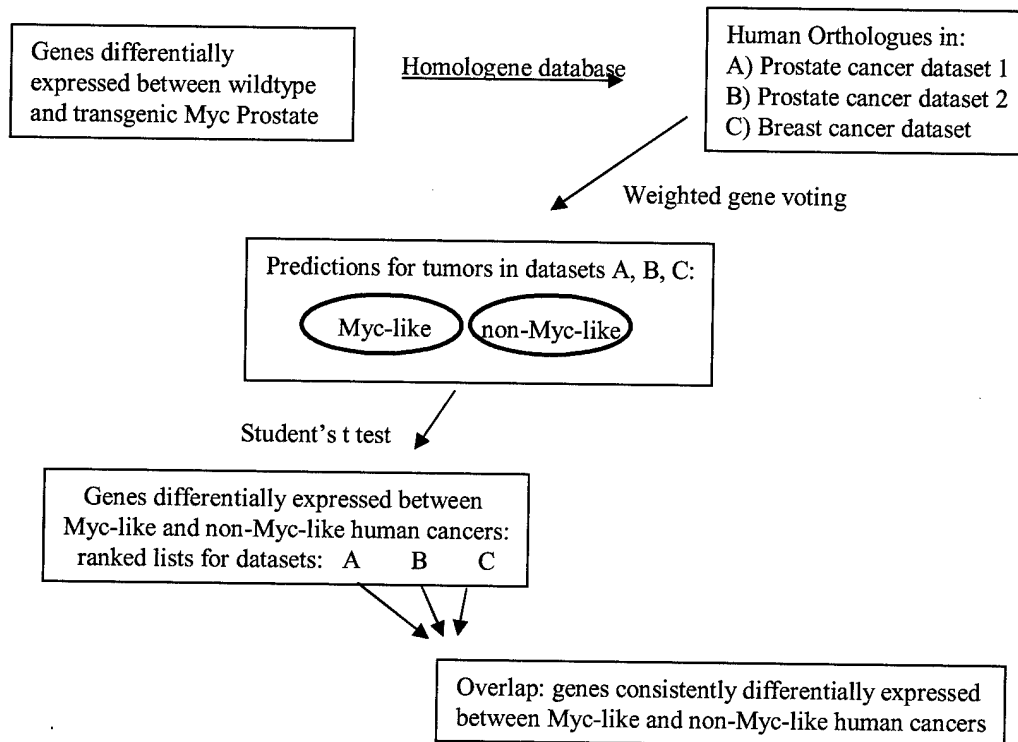 Genes differentially
expressed between wildtype
and transgenic Myc Prostate
Homologene database
Human Orthologues in:
A) Prostate cancer dataset 1
B) Prostate cancer dataset 2
C) Breast cancer dataset
Weighted gene voting
Predictions for tumors in datasets A, B, C:
Myc-like non-Myc-like
Student's t test
Genes differentially expressed between
Myc-like and non-Myc-like human cancers:
ranked lists for datasets: A B C
Overlap: genes consistently differentially expressed
between Myc-like and non-Myc-like human cancers